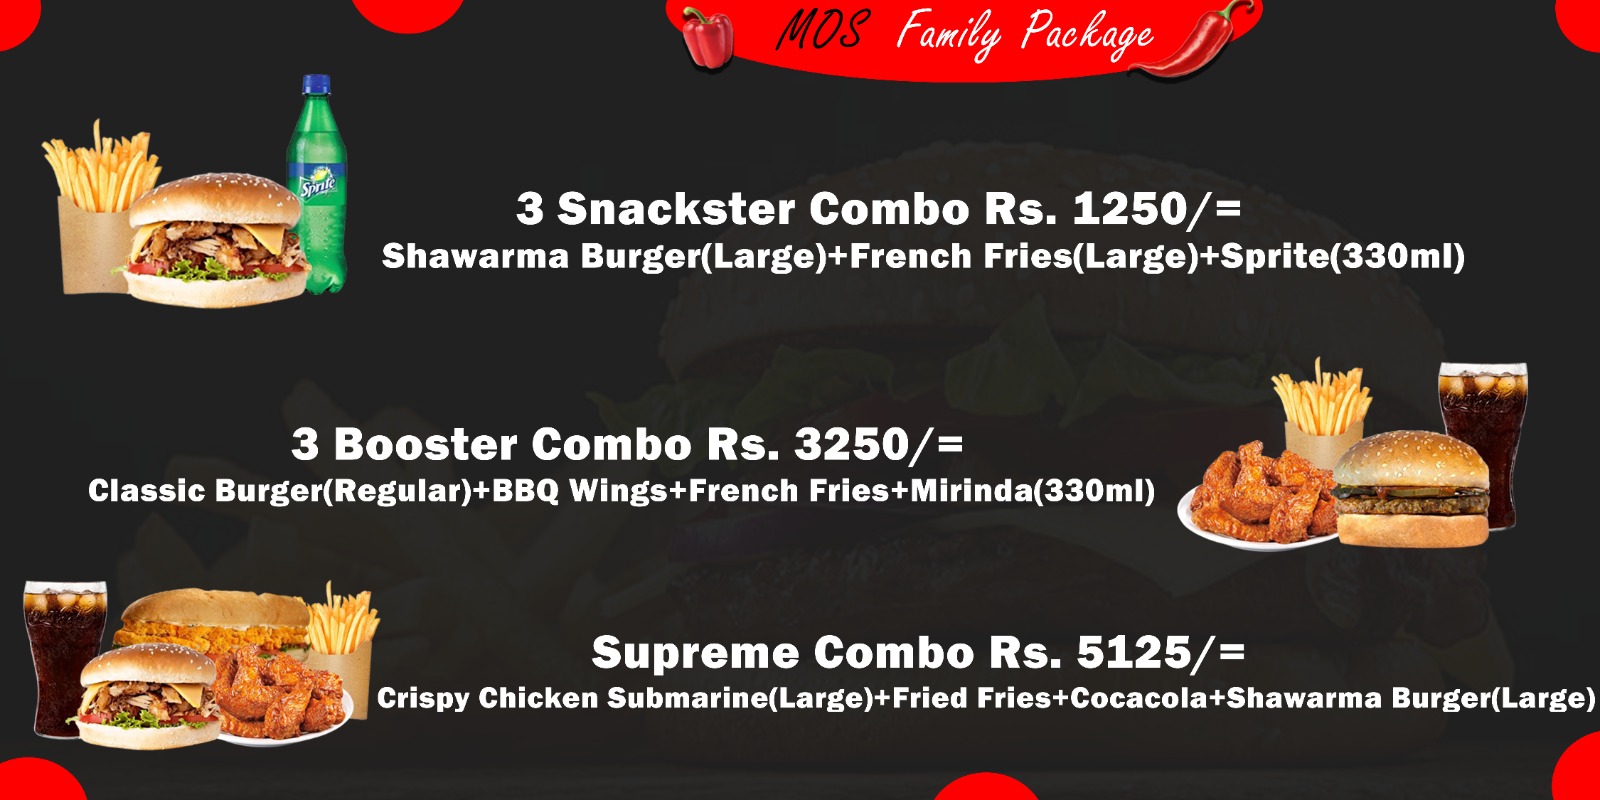 MOS Family Package
Sprite
3 Snackster Combo Rs. 1250/=
Shawarma Burger(Large)+French Fries(Large)+Sprite(330ml)
3 Booster Combo Rs. 3250/=
Classic Burger(Regular)+BBQ Wings+French Fries+Mirinda(330ml)
Supreme Combo Rs. 5125/=
Crispy Chicken Submarine(Large)+Fried Fries+Cocacola+Shawarma Burger(Large)